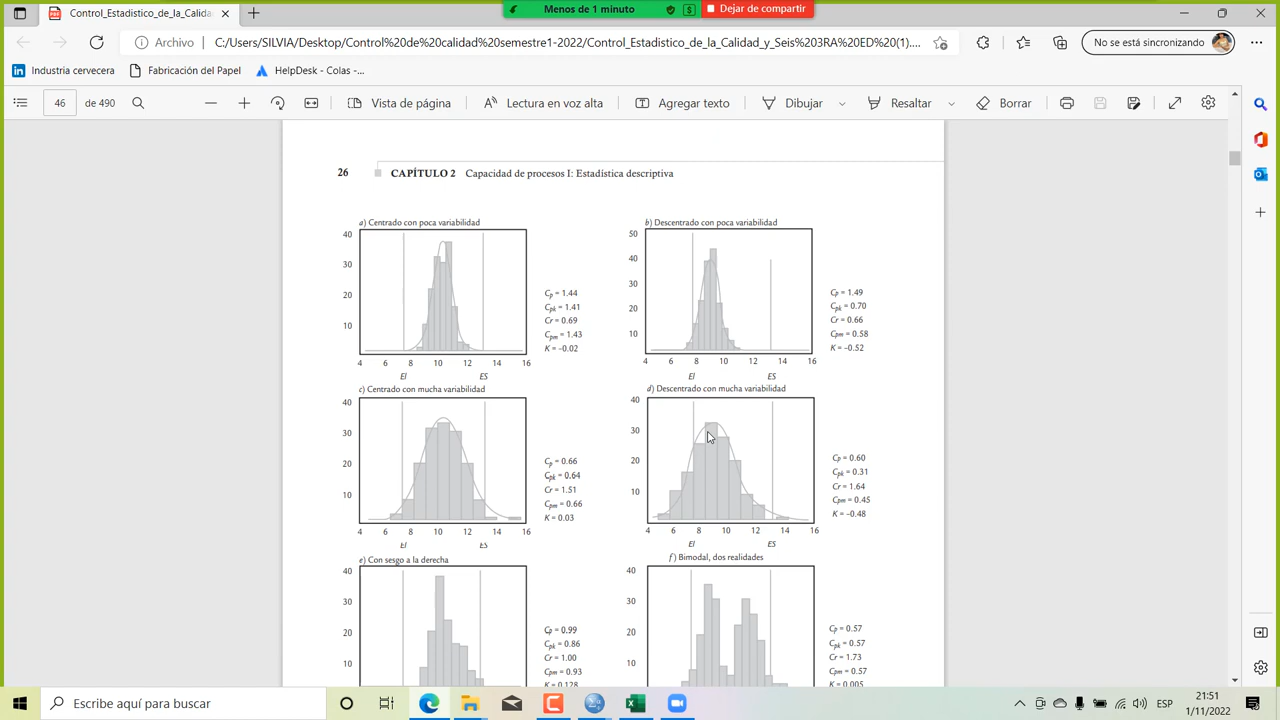 Menos de 1 minuto
$
Dejar de compartir
Control_Estadistico_de_la_Calida
Archivo
C:/Users/SILVIA/Desktop/Control%20de%20calidad%20semestre1-2022/Control_Estadistico_de_la_Calidad_y_Seis%203RA%20ED%20(1)....
No se está sincronizando
Industria cervecera
Fabricación del Papel
HelpDesk - Colas -...
46
de 490
Vista de página
Lectura en voz alta
Agregar texto
Dibujar
Resaltar
Borrar
26
CAPÍTULO 2 Capacidad de procesos I: Estadística descriptiva
a) Centrado con poca variabilidad
40
30
20
10
4 6 8 10 12 14 16
EI ES
Cp = 1.44
Cpk = 1.41
Cr = 0.69
Cpm = 1.43
K = –0.02
b) Descentrado con poca variabilidad
50
40
30
20
10
4 6 8 10 12 14 16
EI ES
Cp = 1.49
Cpk = 0.70
Cr = 0.66
Cpm = 0.58
K = –0.52
c) Centrado con mucha variabilidad
40
30
20
10
4 6 8 10 12 14 16
EI ES
Cp = 0.66
Cpk = 0.64
Cr = 1.51
Cpm = 0.66
K = 0.03
d) Descentrado con mucha variabilidad
40
30
20
10
4 6 8 10 12 14 16
EI ES
Cp = 0.60
Cpk = 0.31
Cr = 1.64
Cpm = 0.45
K = –0.48
e) Con sesgo a la derecha
40
30
20
10
Cp = 0.99
Cpk = 0.86
Cr = 1.00
Cpm = 0.93
K = 0.128
f) Bimodal, dos realidades
40
30
20
10
Cp = 0.57
Cpk = 0.57
Cr = 1.73
Cpm = 0.57
K = 0.005
Escribe aquí para buscar
ESP
21:51
1/11/2022